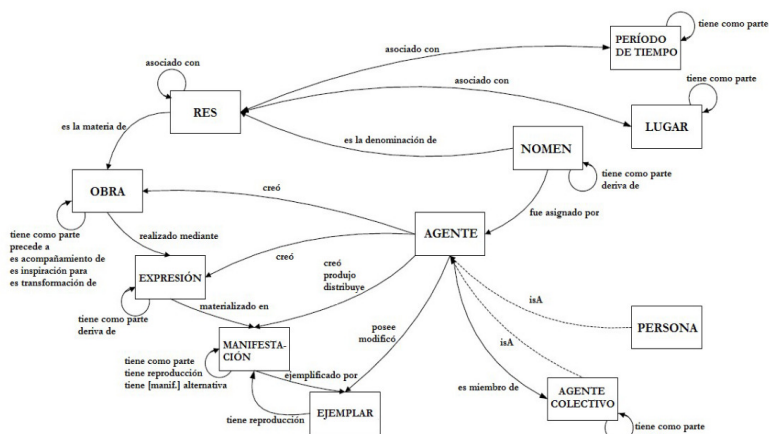 tiene como parte
PERÍODO
DE TIEMPO
asociado con
asociado con
asociado con
tiene como parte
RES
LUGAR
es la materia de
es la denominación de
NOMEN
tiene como parte
deriva de
OBRA
creó
fue asignado por
tiene como parte
precede a
es acompañamiento de
es inspiración para
es transformación de
realizado mediante
AGENTE
creó
creó
produjo
distribuye
EXPRESIÓN
materializado en
tiene como parte
deriva de
isA
PERSONA
posee
modificó
MANIFESTA-
CIÓN
isA
tiene como parte
tiene reproducción
tiene [manif.] alternativa
ejemplificado por
es miembro de
AGENTE
COLECTIVO
tiene reproducción
EJEMPLAR
tiene como parte